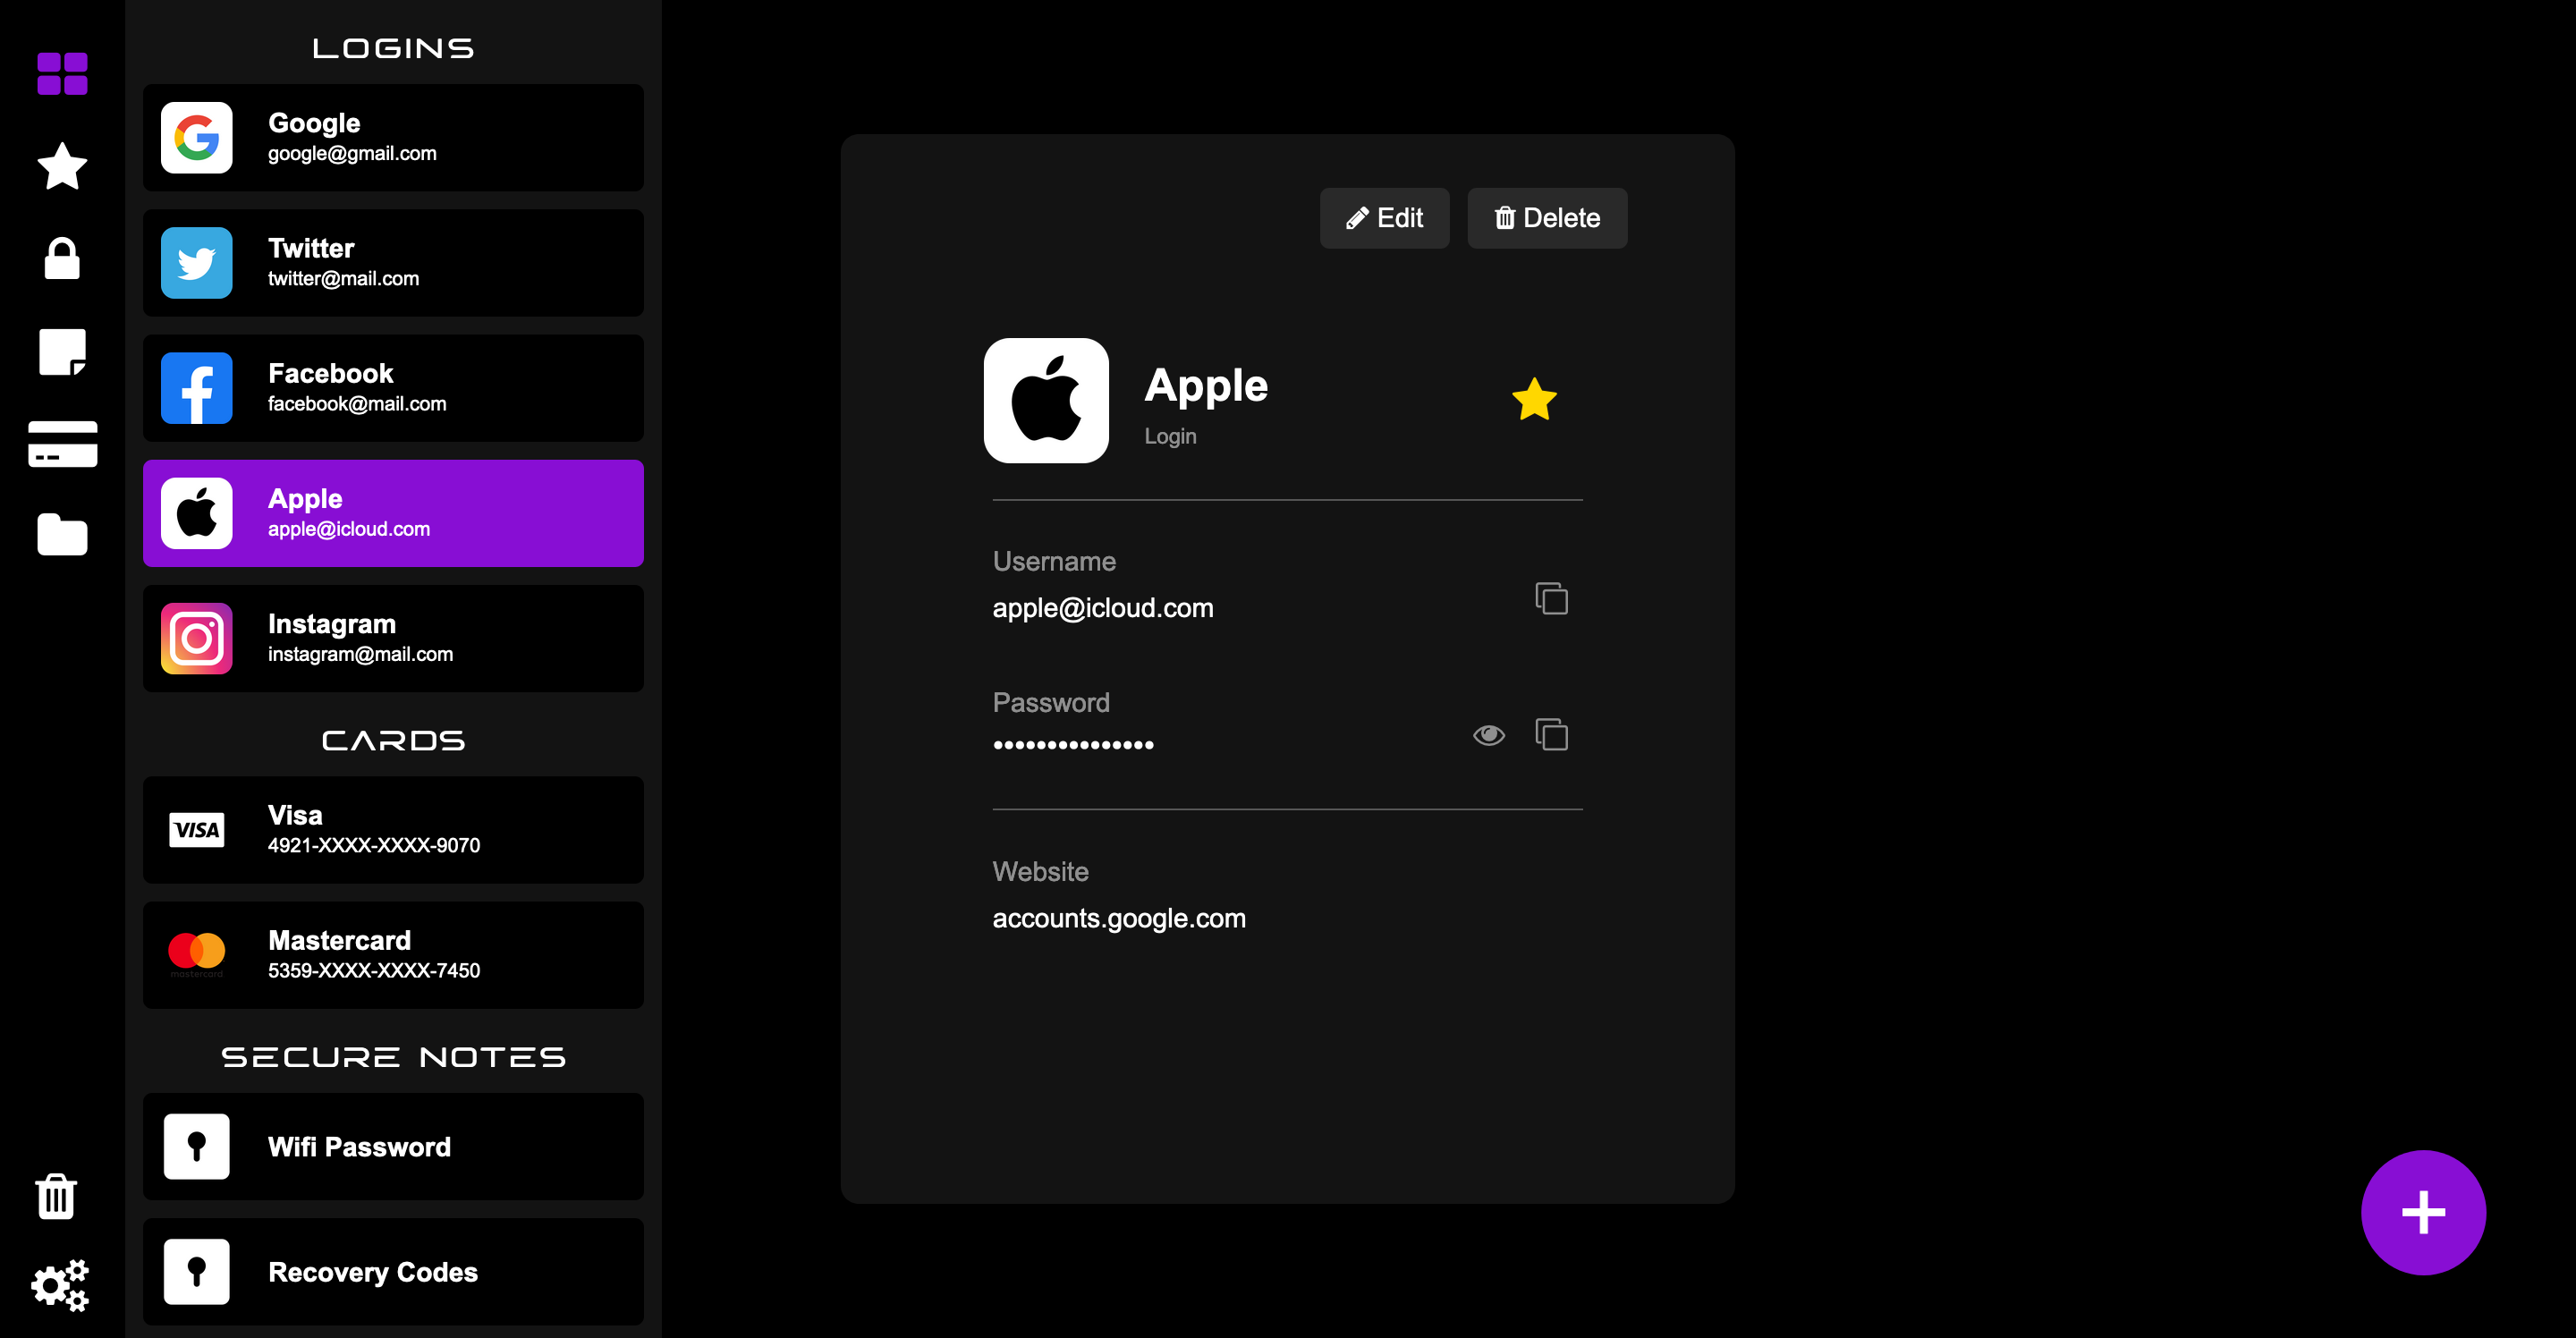 LOGINS
Google
google@gmail.com
Twitter
twitter@mail.com
Facebook
facebook@mail.com
Apple
apple@icloud.com
Instagram
instagram@mail.com
CARDS
VISA
Visa
4921-XXXX-XXXX-9070
mastercard
Mastercard
5359-XXXX-XXXX-7450
SECURE NOTES
Wifi Password
Recovery Codes
Edit
Delete
Apple
Login
Username
apple@icloud.com
Password
•••••••••••••••
Website
accounts.google.com